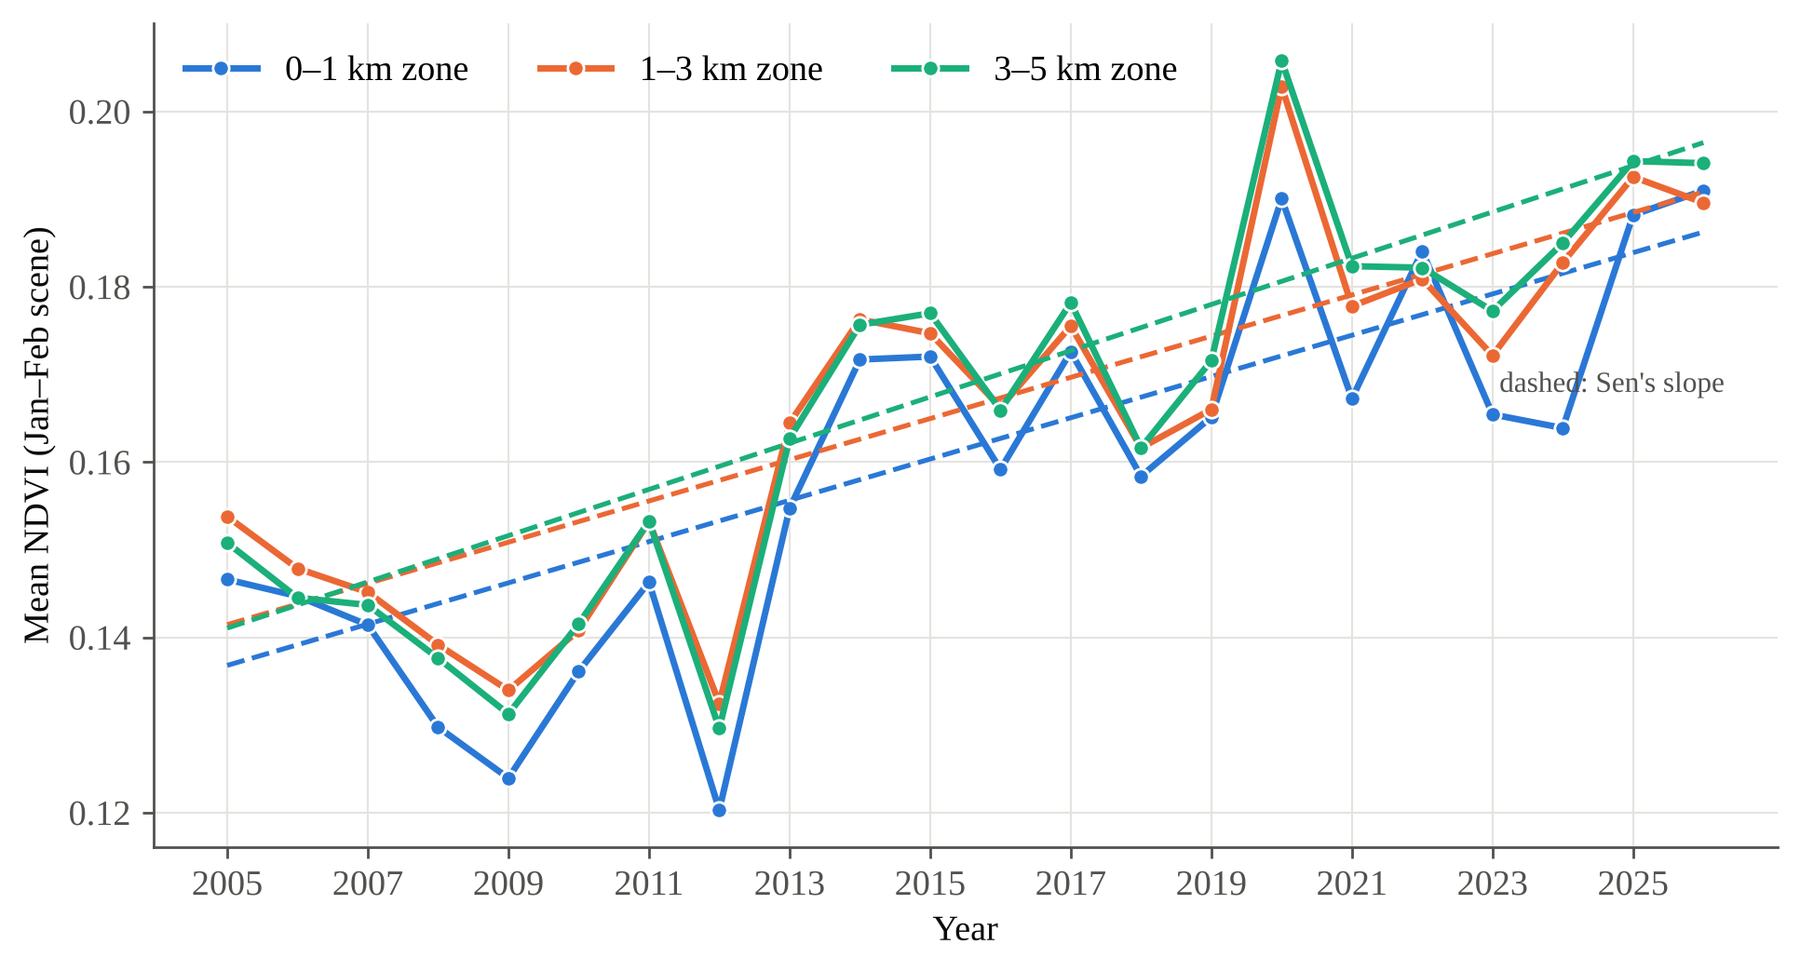 0–1 km zone 1–3 km zone 3–5 km zone
0.20
0.18
0.16
0.14
0.12
Mean NDVI (Jan–Feb scene)
dashed: Sen's slope
2005 2007 2009 2011 2013 2015 2017 2019 2021 2023 2025
Year